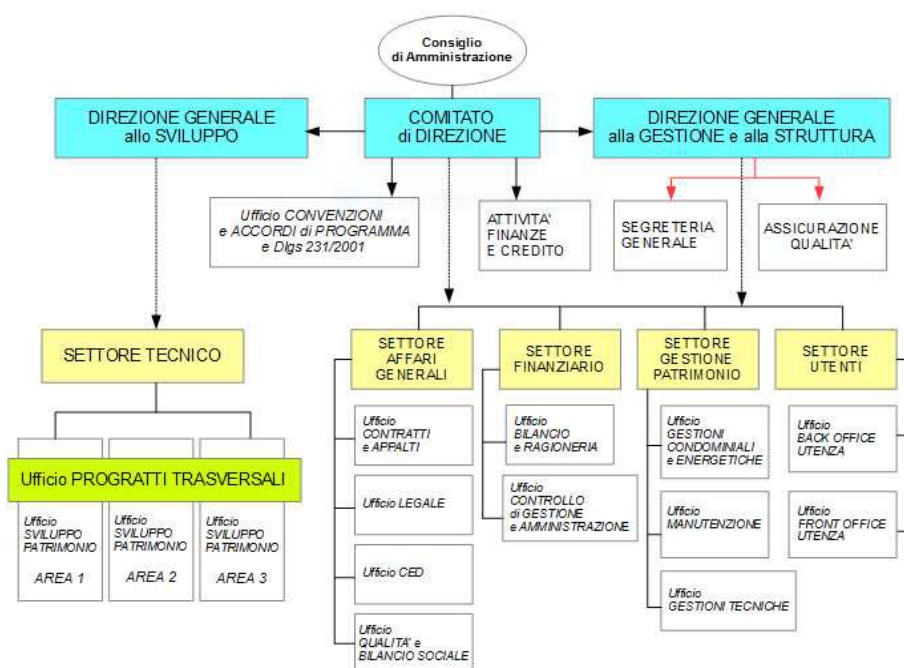 Consiglio
di Amministrazione
DIREZIONE GENERALE
allo SVILUPPO
COMITATO
di DIREZIONE
DIREZIONE GENERALE
alla GESTIONE e alla STRUTTURA
Ufficio CONVENZIONI
e ACCORDI di PROGRAMMA
e Dlgs 231/2001
ATTIVITA'
FINANZE
E CREDITO
SEGRETERIA
GENERALE
ASSICURAZIONE
QUALITA'
SETTORE TECNICO
SETTORE
AFFARI
GENERALI
SETTORE
FINANZIARIO
SETTORE
GESTIONE
PATRIMONIO
SETTORE
UTENTI
Ufficio PROGRATTI TRASVERSALI
Ufficio
SVILUPPO
PATRIMONIO
AREA 1
Ufficio
SVILUPPO
PATRIMONIO
AREA 2
Ufficio
SVILUPPO
PATRIMONIO
AREA 3
Ufficio
CONTRATTI
e APPALTI
Ufficio LEGALE
Ufficio CED
Ufficio
QUALITA' e
BILANCIO SOCIALE
Ufficio
BILANCIO
e RAGIONERIA
Ufficio
CONTROLLO
di GESTIONE
e AMMINISTRAZIONE
Ufficio
GESTIONI
CONDOMINIALI
e ENERGETICHE
Ufficio
MANUTENZIONE
Ufficio
GESTIONI TECNICHE
Ufficio
BACK OFFICE
UTENZA
Ufficio
FRONT OFFICE
UTENZA